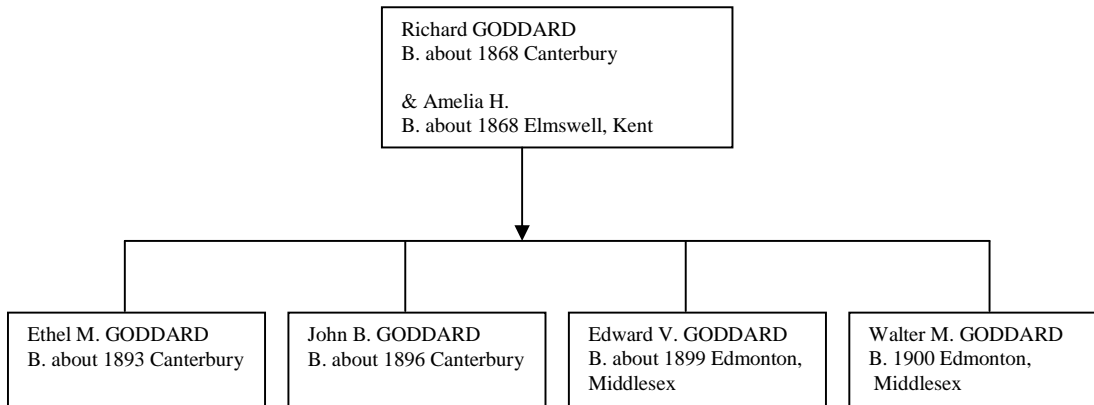 Richard GODDARD
B. about 1868 Canterbury
& Amelia H.
B. about 1868 Elmswell, Kent
Ethel M. GODDARD
B. about 1893 Canterbury
John B. GODDARD
B. about 1896 Canterbury
Edward V. GODDARD
B. about 1899 Edmonton,
Middlesex
Walter M. GODDARD
B. 1900 Edmonton,
Middlesex